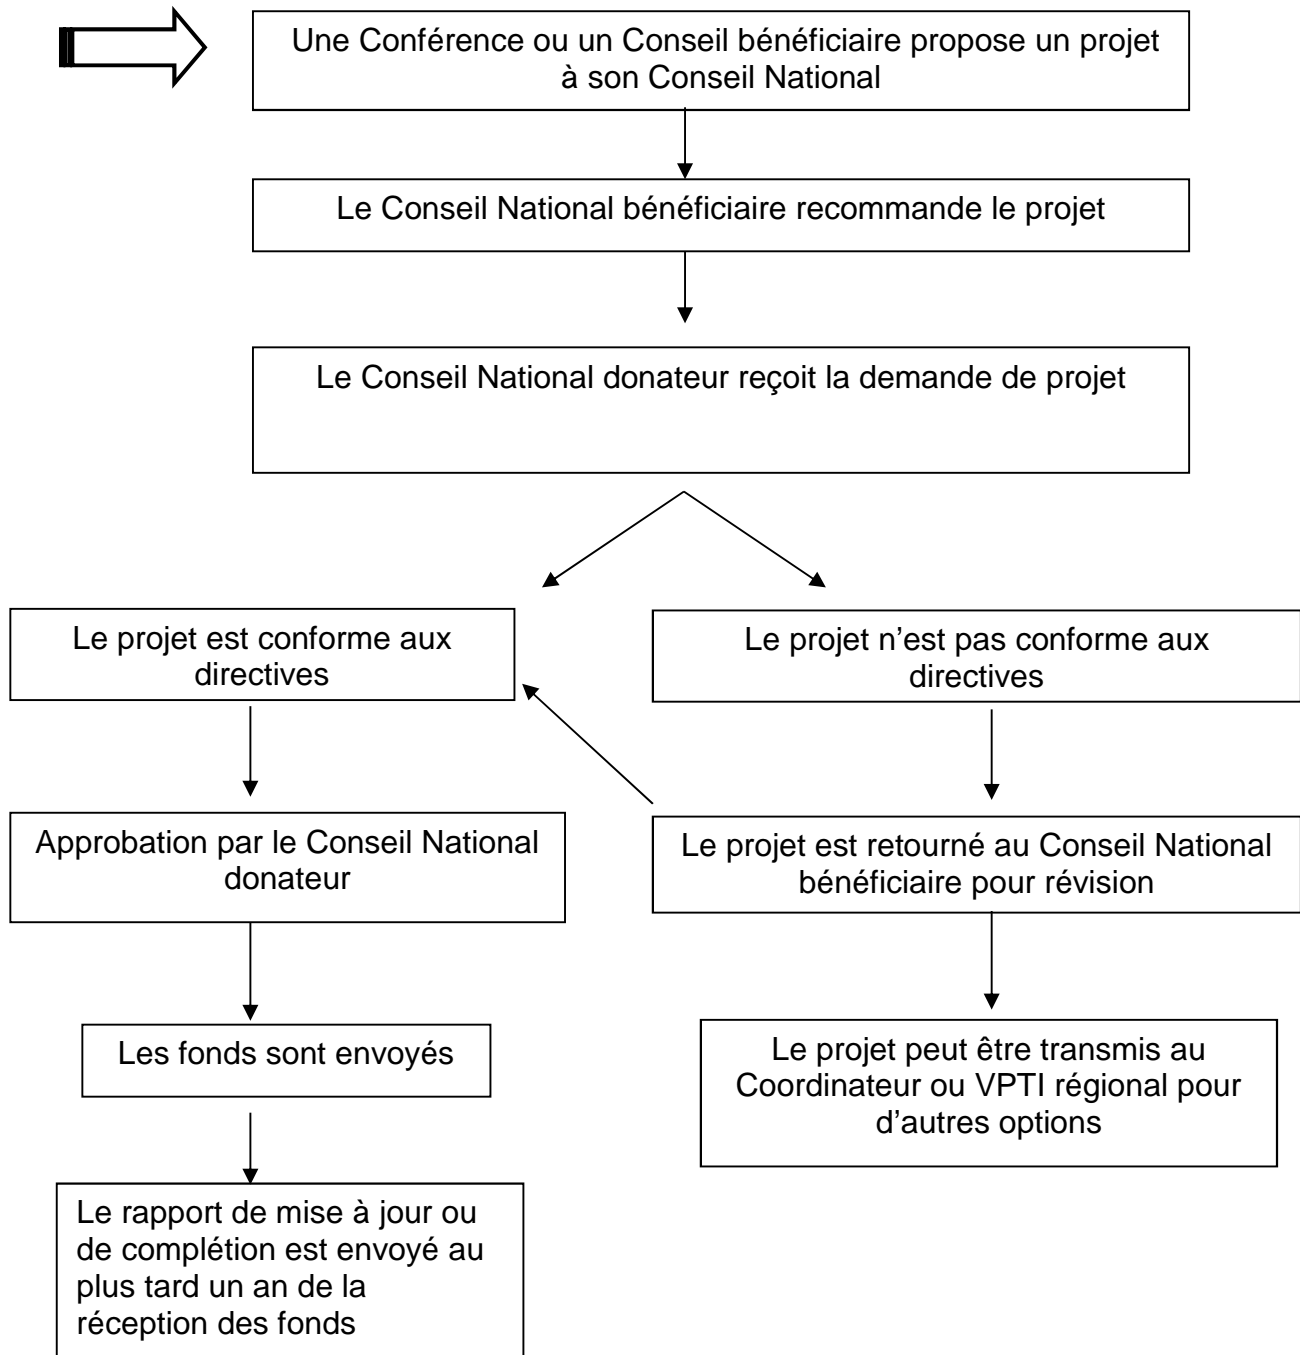 Une Conférence ou un Conseil bénéficiaire propose un projet
à son Conseil National
Le Conseil National bénéficiaire recommande le projet
Le Conseil National donateur reçoit la demande de projet
Le projet est conforme aux
directives
Le projet n’est pas conforme aux
directives
Approbation par le Conseil National
donateur
Le projet est retourné au Conseil National
bénéficiaire pour révision
Les fonds sont envoyés
Le projet peut être transmis au
Coordinateur ou VPTI régional pour
d’autres options
Le rapport de mise à jour ou
de complétion est envoyé au
plus tard un an de la
réception des fonds